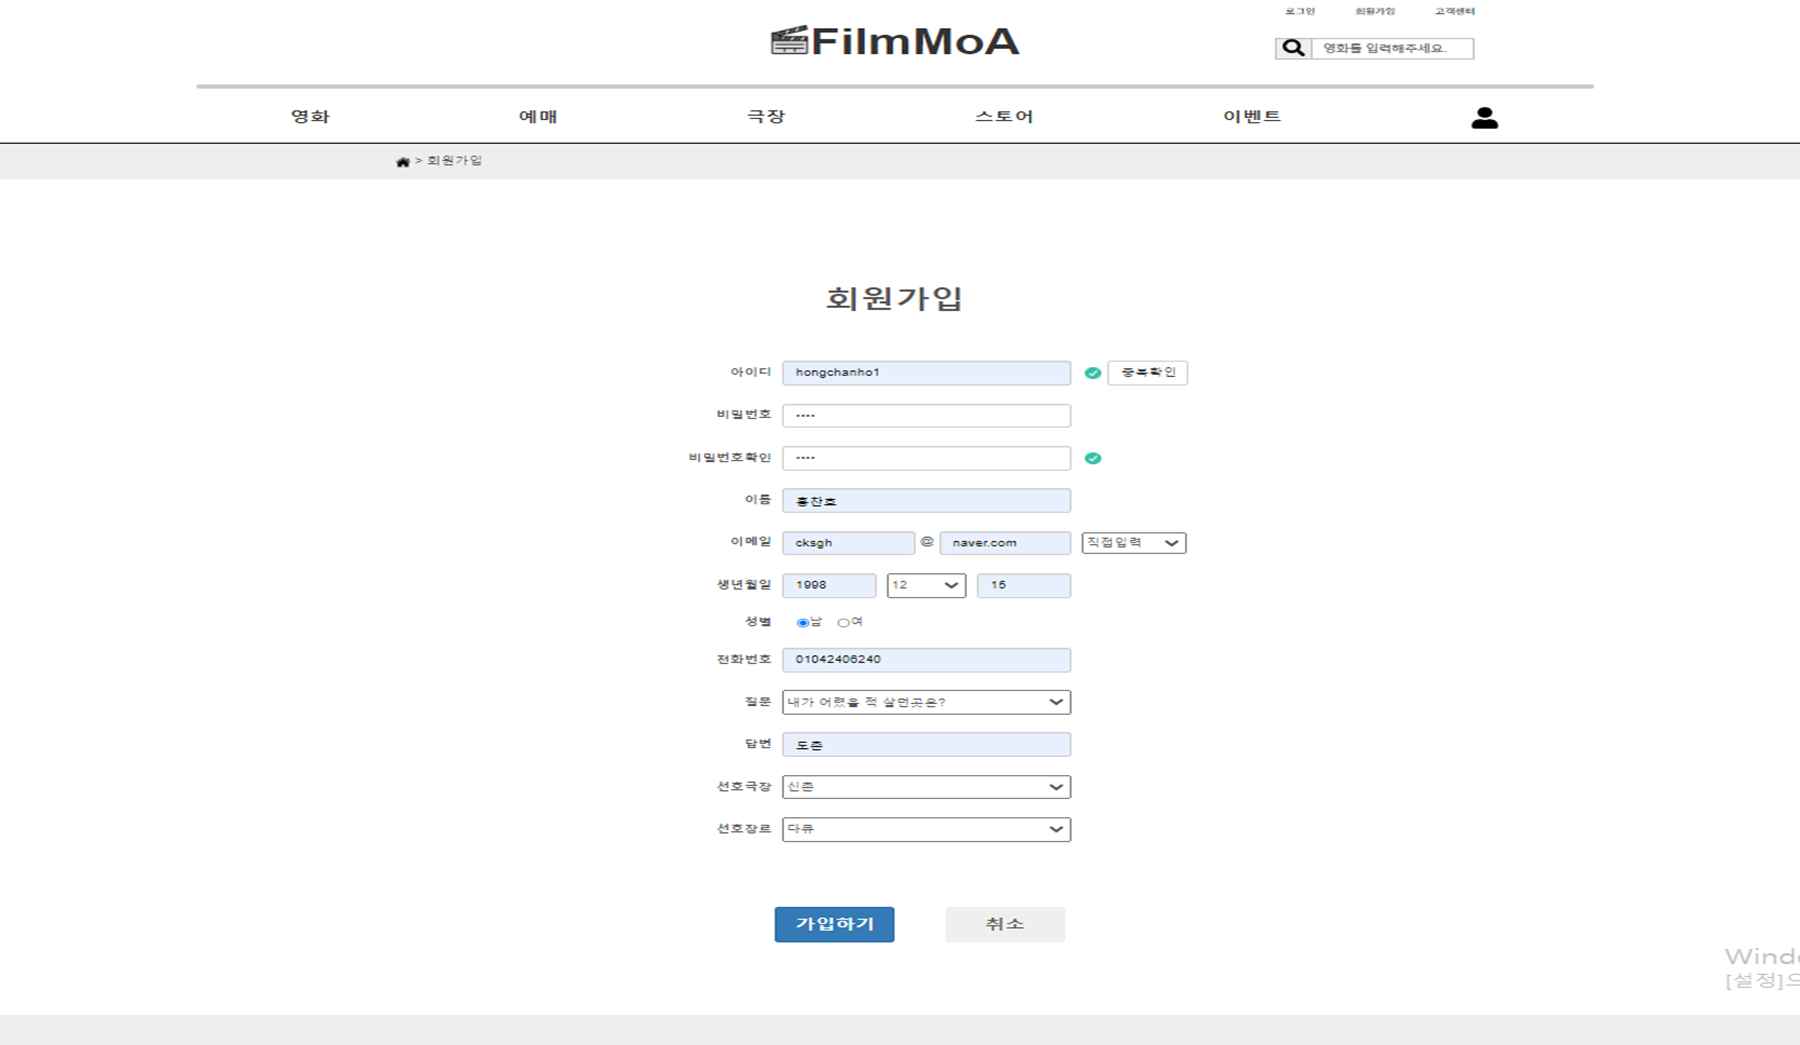 로그인 회원가입 고객센터
FilmMoA
영화를 입력해주세요.
영화 예매 극장 스토어 이벤트
> 회원가입
회원가입
아이디 hongchanho1 중복확인
비밀번호 ····
비밀번호확인 ····
이름 홍찬호
이메일 cksgh @ naver.com 직접입력
생년월일 1998 12 15
성별 남 여
전화번호 01042406240
질문 내가 어렸을 적 살던곳은?
답변 도촌
선호극장 신촌
선호장르 다큐
가입하기 취소
Windo
[설정]으